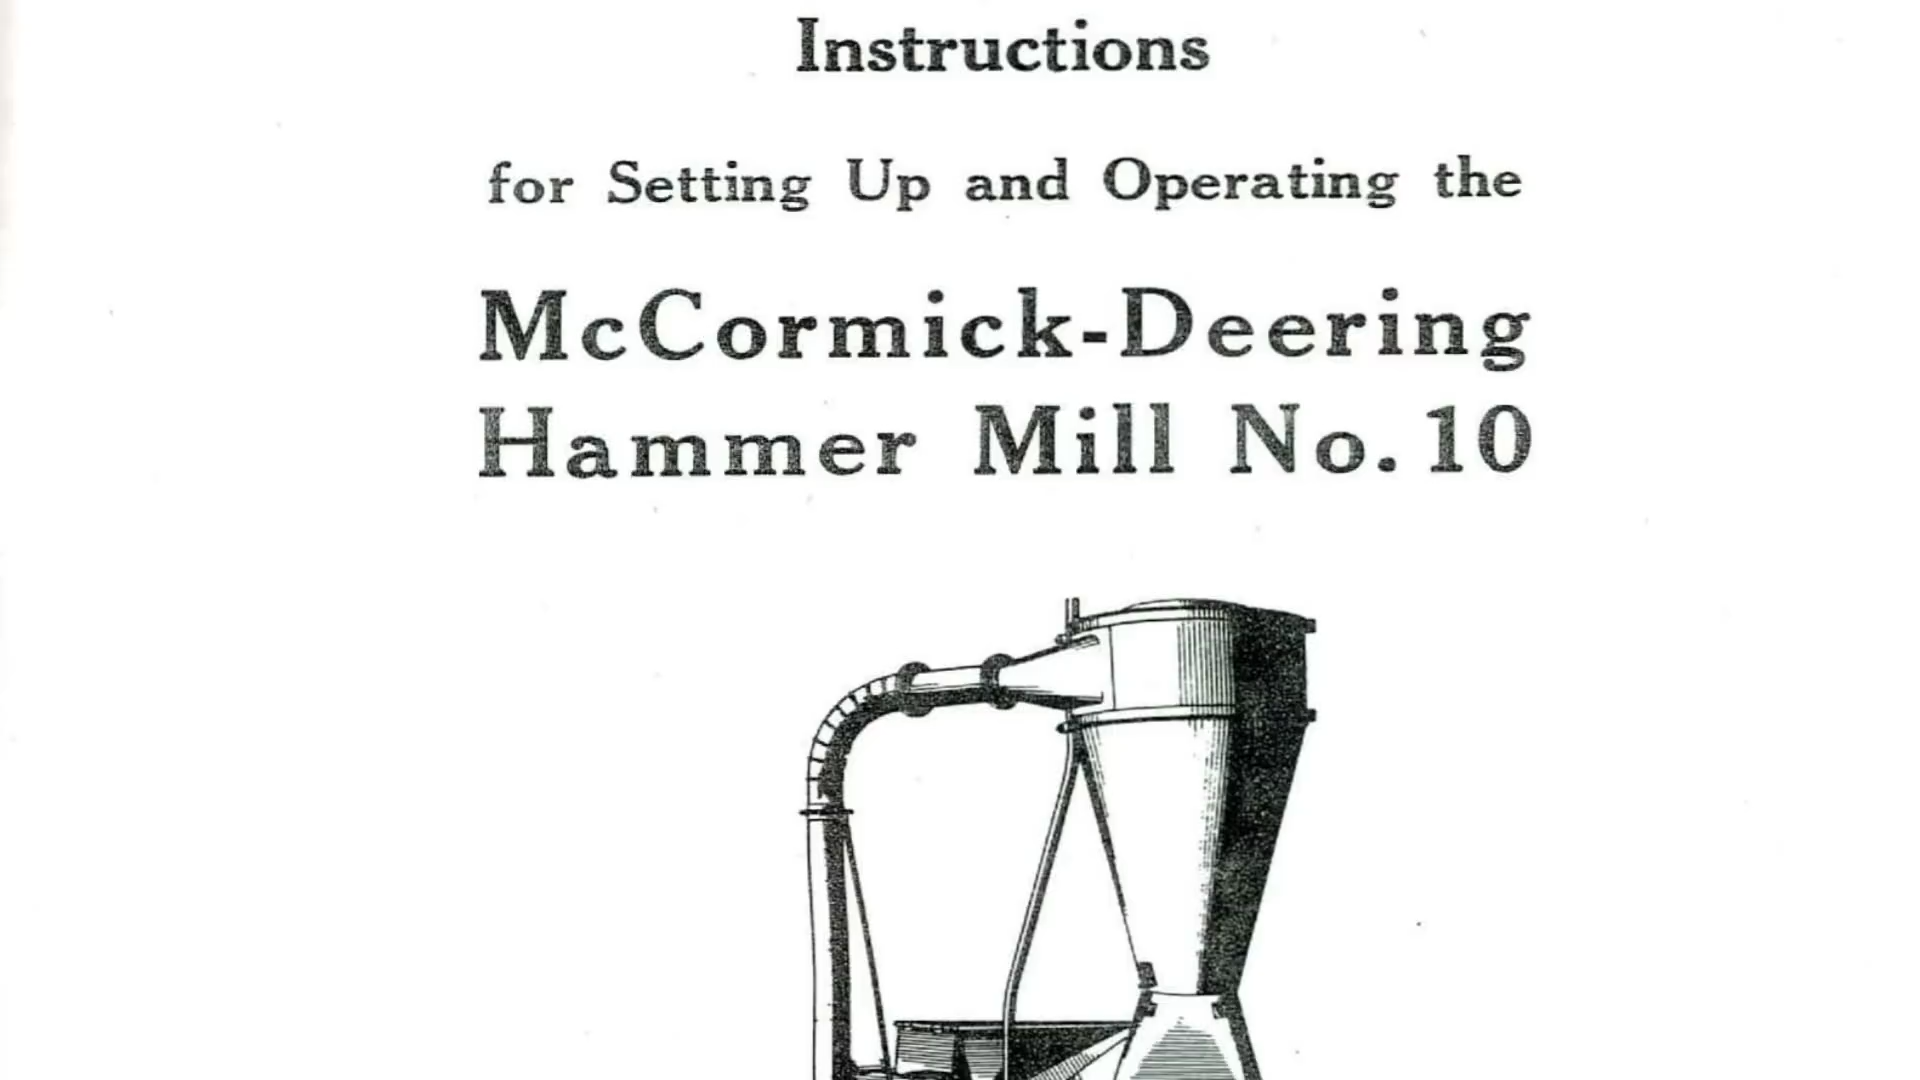 Instructions
for Setting Up and Operating the
McCormick-Deering
Hammer Mill No. 10